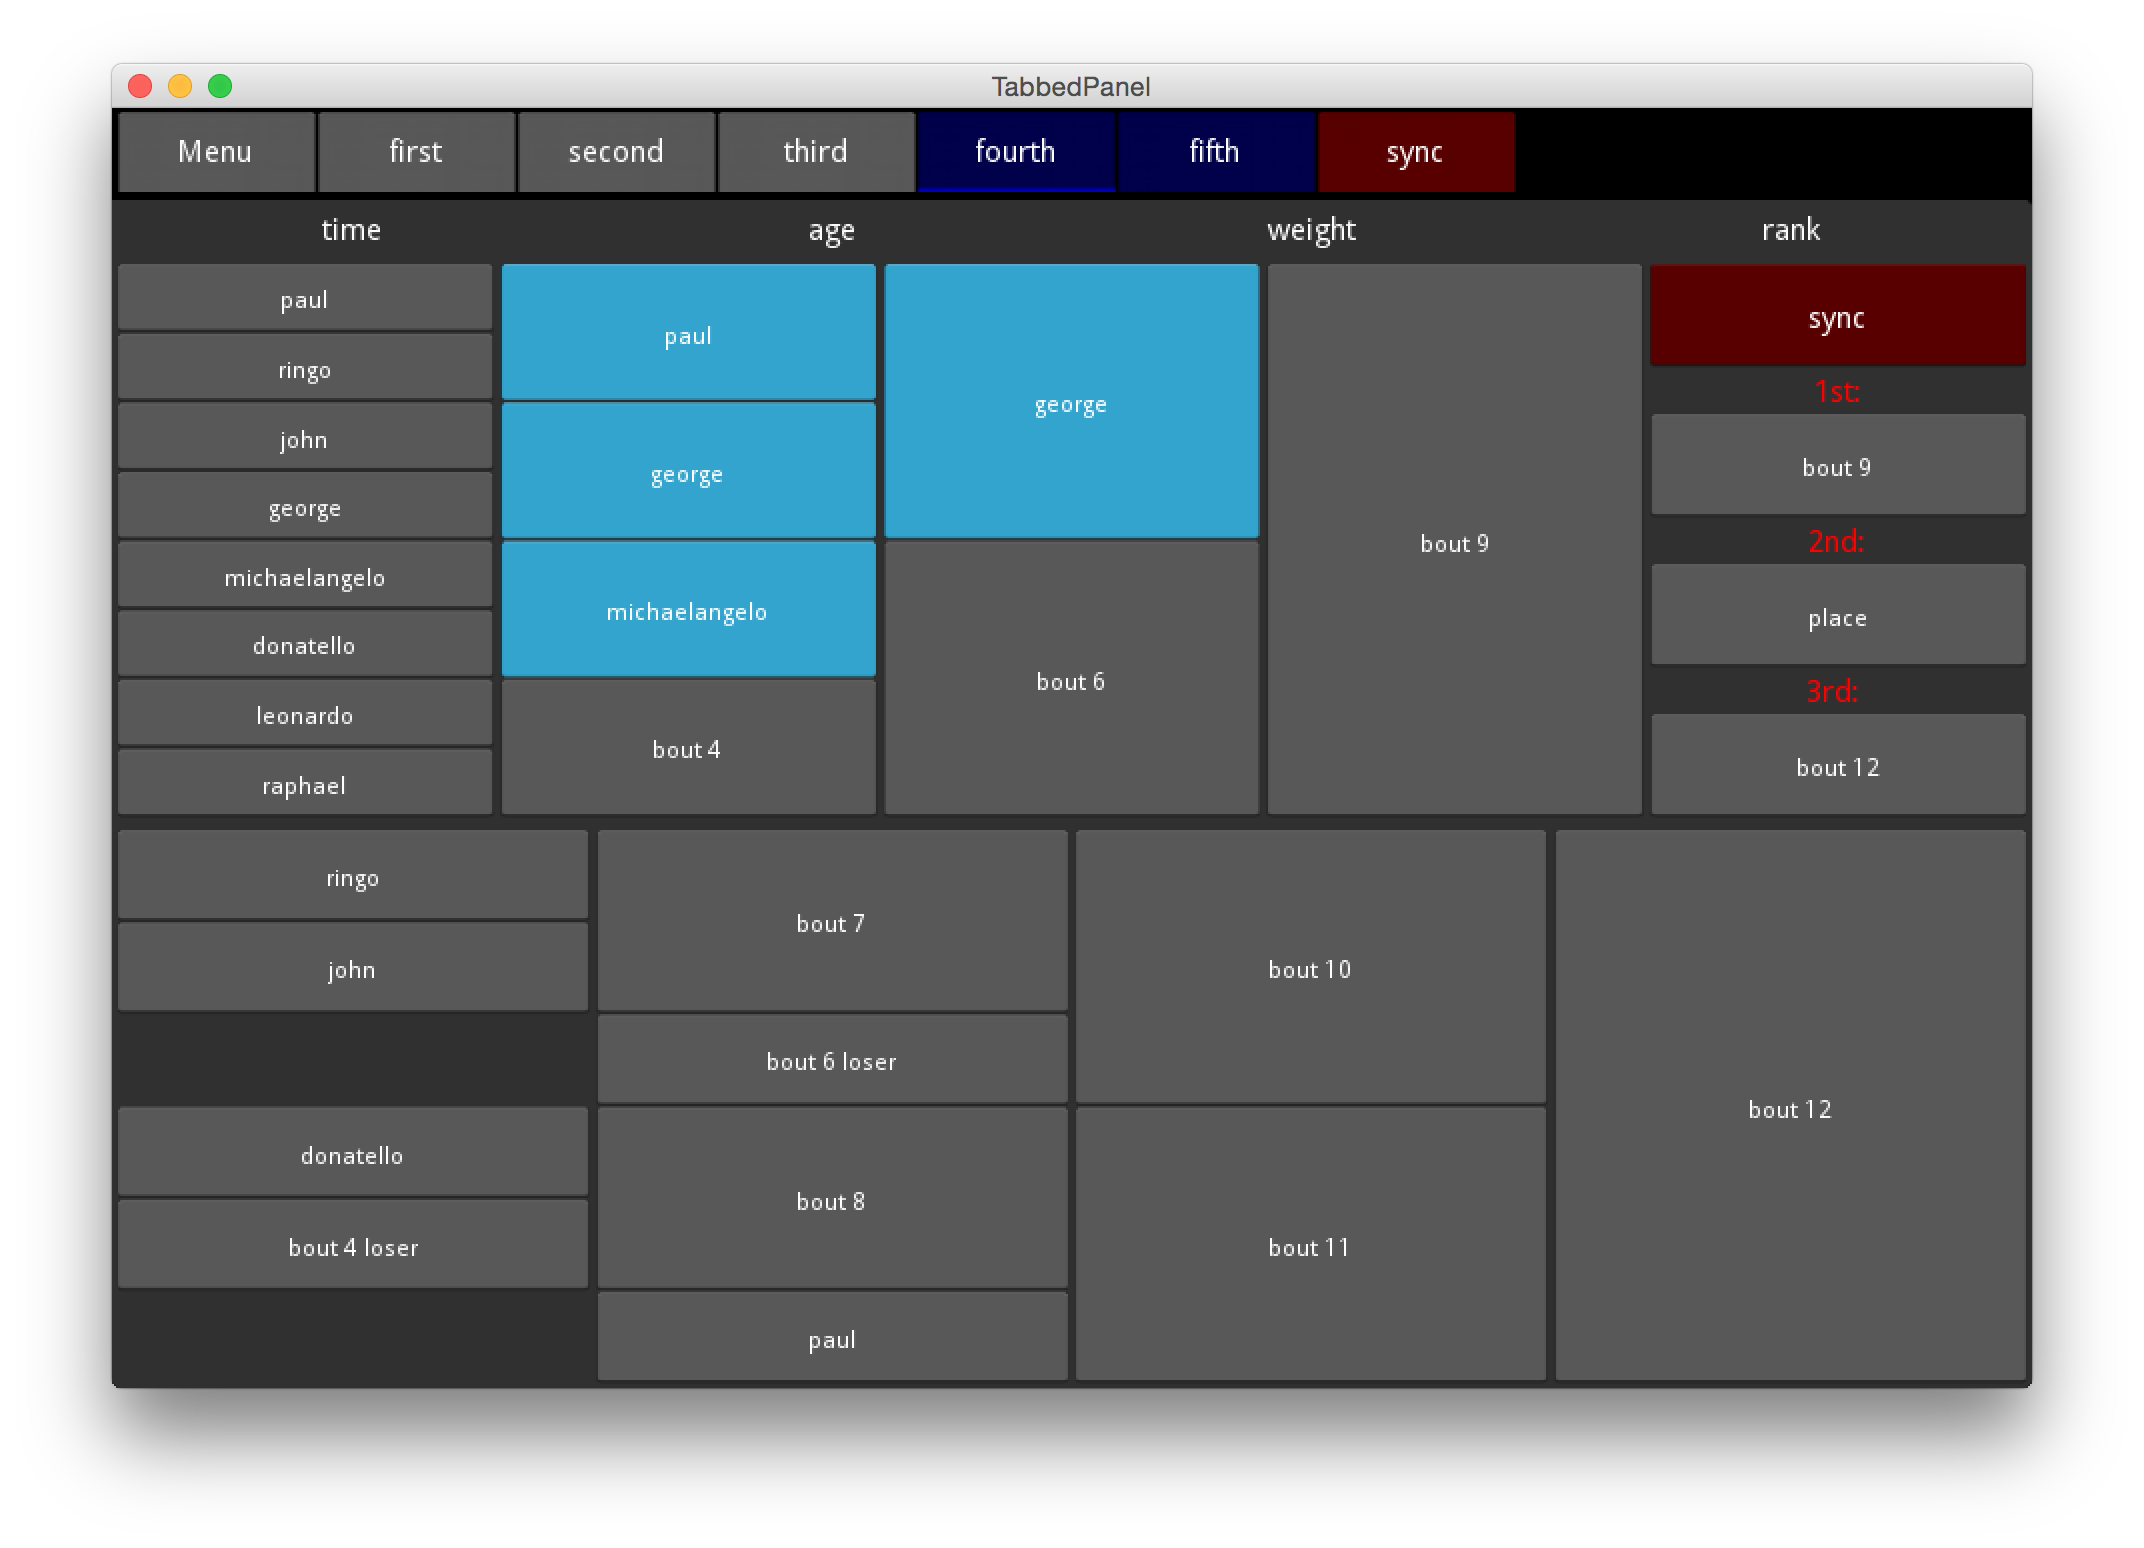 TabbedPanel
Menu first second third fourth fifth sync
time age weight rank
paul
ringo
john
george
michaelangelo
donatello
leonardo
raphael
paul
george
michaelangelo
bout 4
george
bout 6
bout 9
sync
1st:
bout 9
2nd:
place
3rd:
bout 12
ringo
john
donatello
bout 4 loser
bout 7
bout 6 loser
bout 8
paul
bout 10
bout 11
bout 12